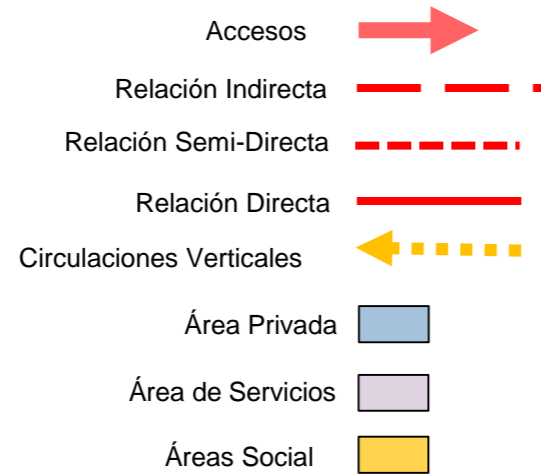 Accesos
Relación Indirecta
Relación Semi-Directa
Relación Directa
Circulaciones Verticales
Área Privada
Área de Servicios
Áreas Social